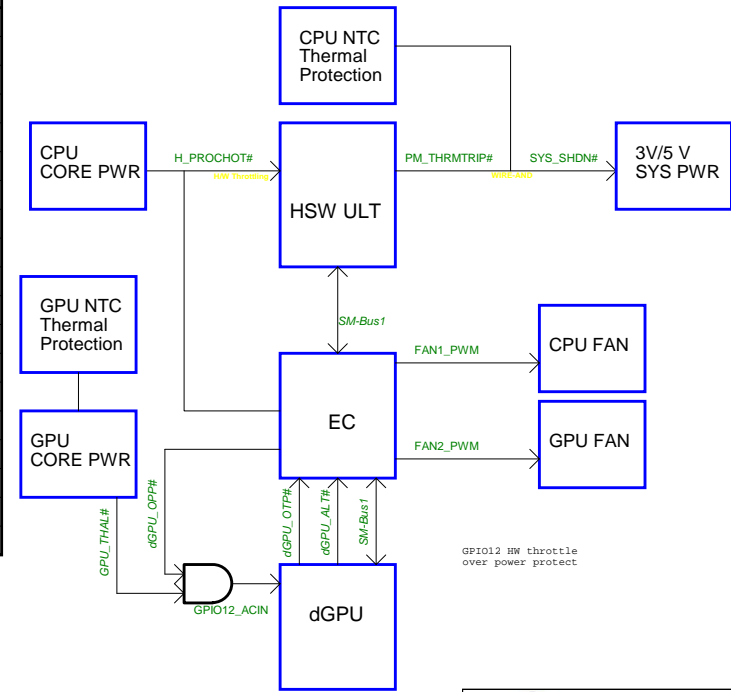 CPU NTC
Thermal
Protection
CPU
CORE PWR
H_PROCHOT#
H/W Throttling
HSW ULT
PM_THRMTRIP#
WIRE-AND
SYS_SHDN#
3V/5 V
SYS PWR
GPU NTC
Thermal
Protection
SM-Bus1
FAN1_PWM
CPU FAN
EC
GPU
CORE PWR
FAN2_PWM
GPU FAN
GPU_THAL#
dGPU_OPP#
dGPU_OTP#
dGPU_ALT#
SM-Bus1
GPIO12 HW throttle
over power protect
GPIO12_ACIN
dGPU